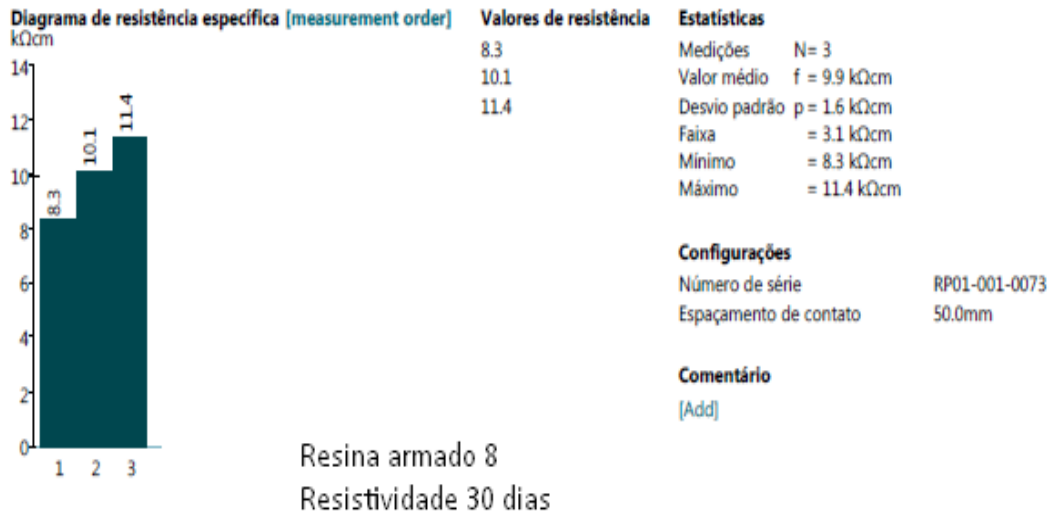 Diagrama de resistência específica [measurement order]
kΩcm
14
12
10
8
6
4
2
0
8.3
10.1
11.4
1 2 3
Valores de resistência
8.3
10.1
11.4
Estatísticas
Medições N= 3
Valor médio f = 9.9 kΩcm
Desvio padrão p = 1.6 kΩcm
Faixa = 3.1 kΩcm
Mínimo = 8.3 kΩcm
Máximo = 11.4 kΩcm
Configurações
Número de série RP01-001-0073
Espaçamento de contato 50.0mm
Comentário
[Add]
Resina armado 8
Resistividade 30 dias